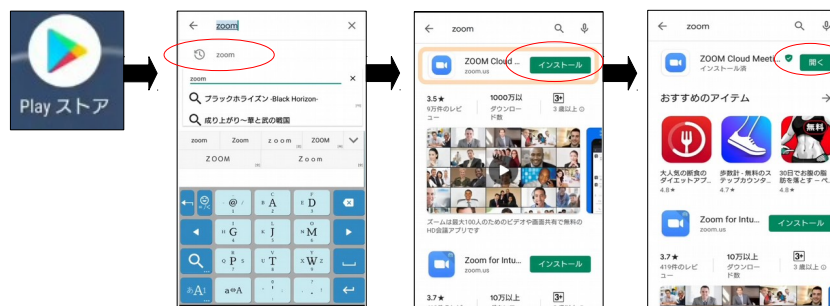 Play ストア
zoom
zoom
zoom
ブラックホライズン -Black Horizon-
成り上がり～華と武の戦国
zoom Zoom ｚｏｏｍ ZOOM
ＺＯＯＭ Ｚｏｏｍ
@ A D
G J M
P S T W Z
あA1 a⇔A
zoom
ZOOM Cloud ...
zoom.us
インストール
3.5★
9万件のレビュー
1000万以
ダウンロード数
3+
3 歳以上
ズームは最大100人のためのビデオや画面共有で無料の
HD会議アプリです
Zoom for Intu...
zoom.us
インストール
3.7★
10万以上
3+
zoom
ZOOM Cloud Meeti...
インストール済
開く
おすすめのアイテム
無料
大人気の断食の
ダイエットアプ...
4.8★
歩数計 - 無料のス
テップカウンタ...
4.7★
30日でお腹の脂
肪を落とす – ペ...
4.8★
Zoom for Intu...
zoom.us
インストール
3.7★
419件のレビュー
10万以上
ダウンロード数
3+
3 歳以上